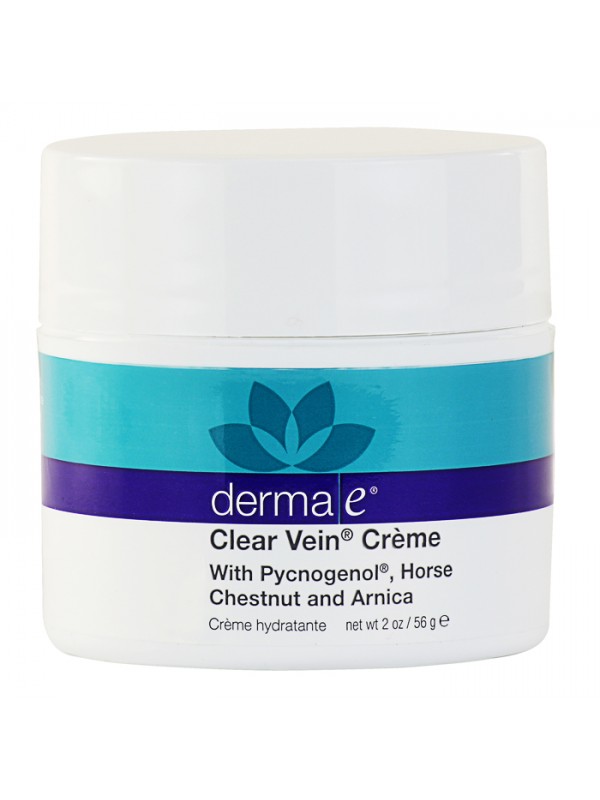 derma e®
Clear Vein® Crème
With Pycnogenol®, Horse
Chestnut and Arnica
Crème hydratante net wt 2 oz / 56 g ℮